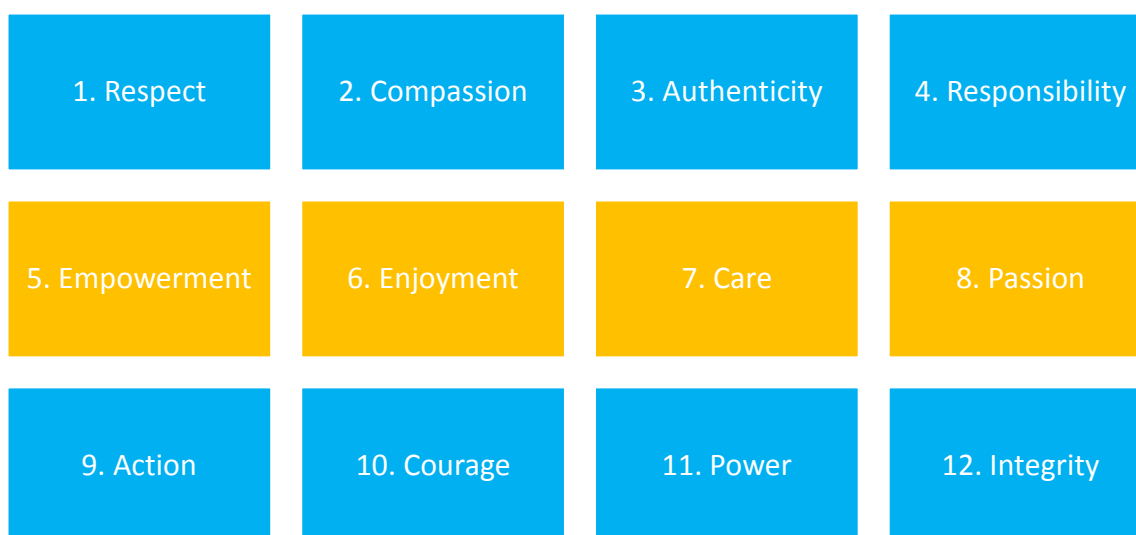 1. Respect
2. Compassion
3. Authenticity
4. Responsibility
5. Empowerment
6. Enjoyment
7. Care
8. Passion
9. Action
10. Courage
11. Power
12. Integrity